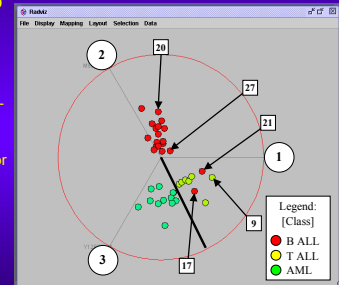 Radviz
File Display Mapping Layout Selection Data
20
2
27
21
1
or
3
17
9
Legend:
[Class]
B ALL
T ALL
AML